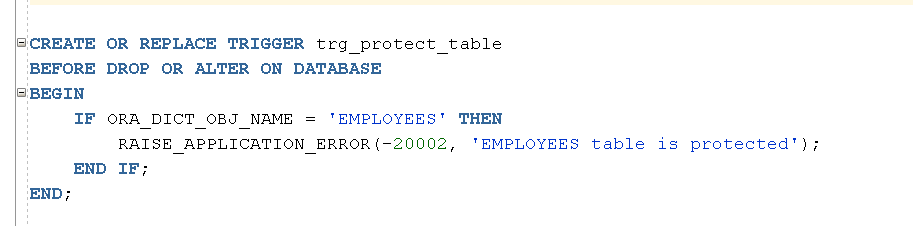 CREATE OR REPLACE TRIGGER trg_protect_table
BEFORE DROP OR ALTER ON DATABASE
BEGIN
    IF ORA_DICT_OBJ_NAME = 'EMPLOYEES' THEN
        RAISE_APPLICATION_ERROR(-20002, 'EMPLOYEES table is protected');
    END IF;
END;